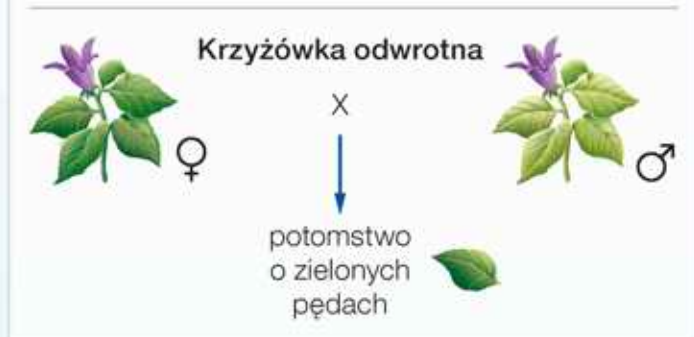 Krzyżówka odwrotna
♀ X ♂
potomstwo
o zielonych
pędach